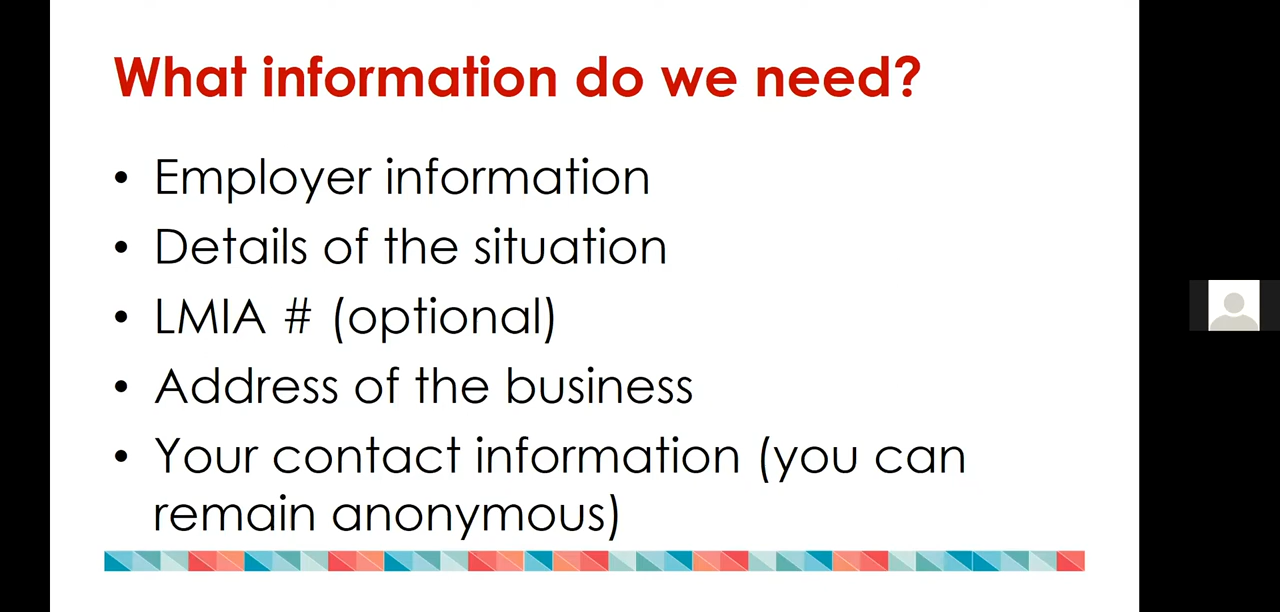 What information do we need?
• Employer information
• Details of the situation
• LMIA # (optional)
• Address of the business
• Your contact information (you can
remain anonymous)